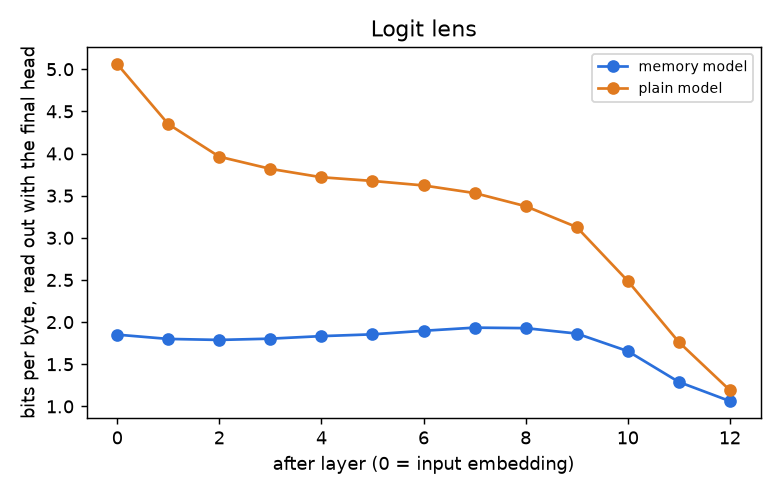 Logit lens
memory model
plain model
bits per byte, read out with the final head
5.0
4.5
4.0
3.5
3.0
2.5
2.0
1.5
1.0
0 2 4 6 8 10 12
after layer (0 = input embedding)